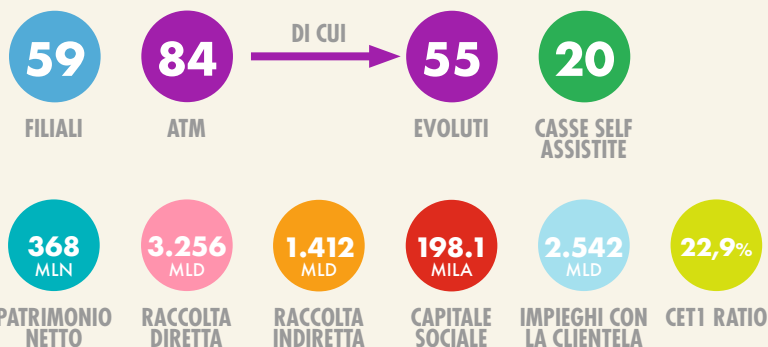 DI CUI
59
84
55
20
FILIALI
ATM
EVOLUTI
CASSE SELF
ASSISTITE
368
MLN
3.256
MLD
1.412
MLD
198.1
MILA
2.542
MLD
22,9%
PATRIMONIO
NETTO
RACCOLTA
DIRETTA
RACCOLTA
INDIRETTA
CAPITALE
SOCIALE
IMPIEGHI CON
LA CLIENTELA
CET1 RATIO